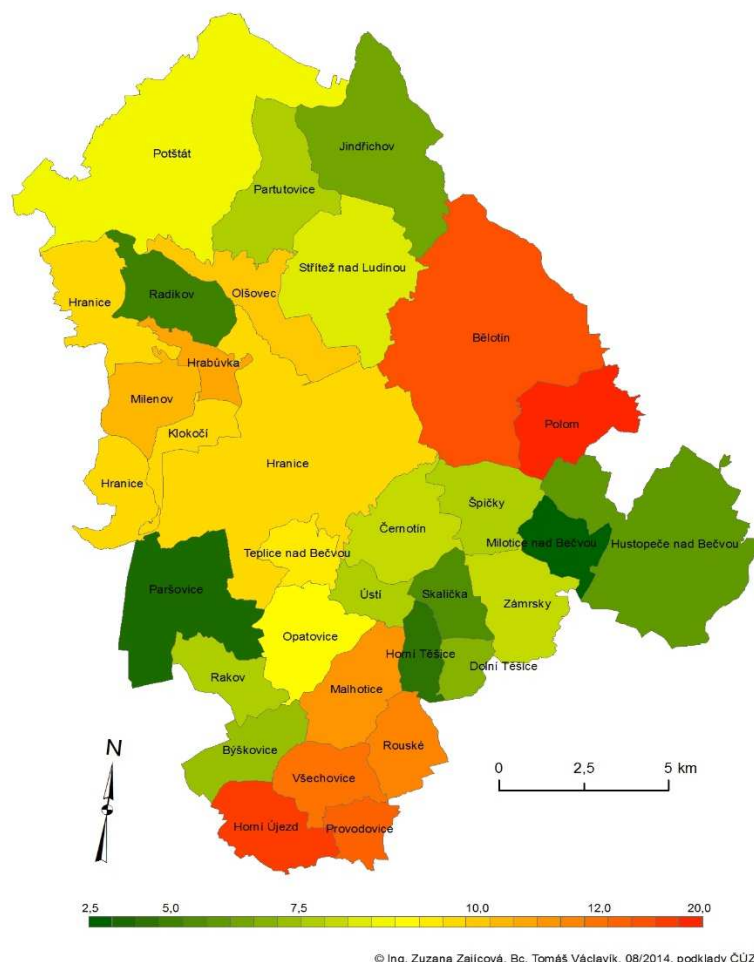 Potštát
Jindřichov
Partutovice
Střítež nad Ludinou
Hranice
Radíkov
Olšovec
Bělotín
Hrabůvka
Milenov
Polom
Klokočí
Hranice
Hranice
Špičky
Černotín
Milotice nad Bečvou
Hustopeče nad Bečvou
Teplice nad Bečvou
Paršovice
Ústí
Skalička
Zámrsky
Opatovice
Horní Těšice
Dolní Těšice
Rakov
Malhotice
Rouské
Býškovice
Všechovice
Horní Újezd
Provodovice
N
0 2,5 5 km
2,5 5,0 7,5 10,0 12,0 20,0
© Ing. Zuzana Zajícová, Bc. Tomáš Václavík, 08/2014, podklady ČÚZ